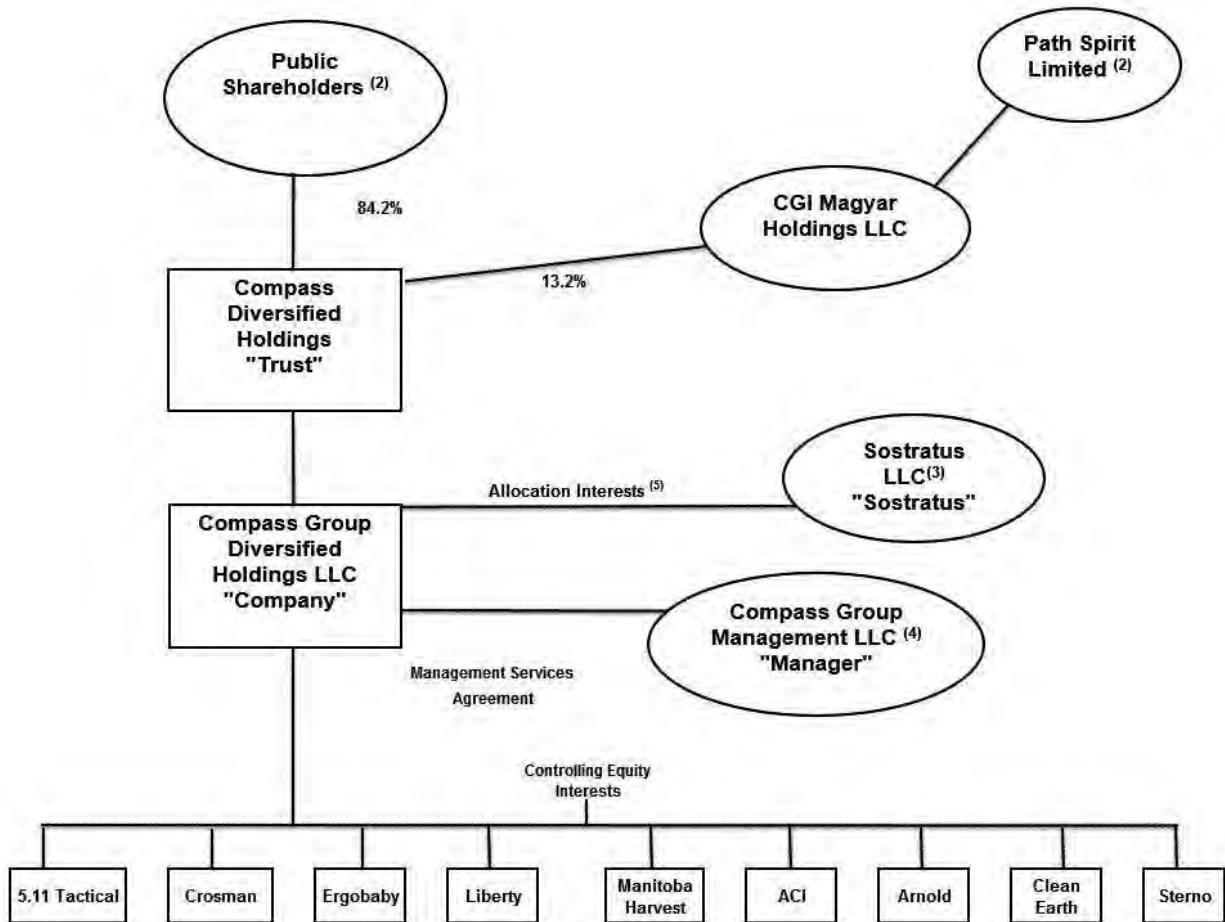 Public
Shareholders (2)
Path Spirit
Limited (2)
84.2%
CGI Magyar
Holdings LLC
13.2%
Compass
Diversified
Holdings
"Trust"
Allocation Interests (5)
Sostratus
LLC(3)
"Sostratus"
Compass Group
Diversified
Holdings LLC
"Company"
Compass Group
Management LLC (4)
"Manager"
Management Services
Agreement
Controlling Equity
Interests
5.11 Tactical
Crosman
Ergobaby
Liberty
Manitoba
Harvest
ACI
Arnold
Clean
Earth
Sterno